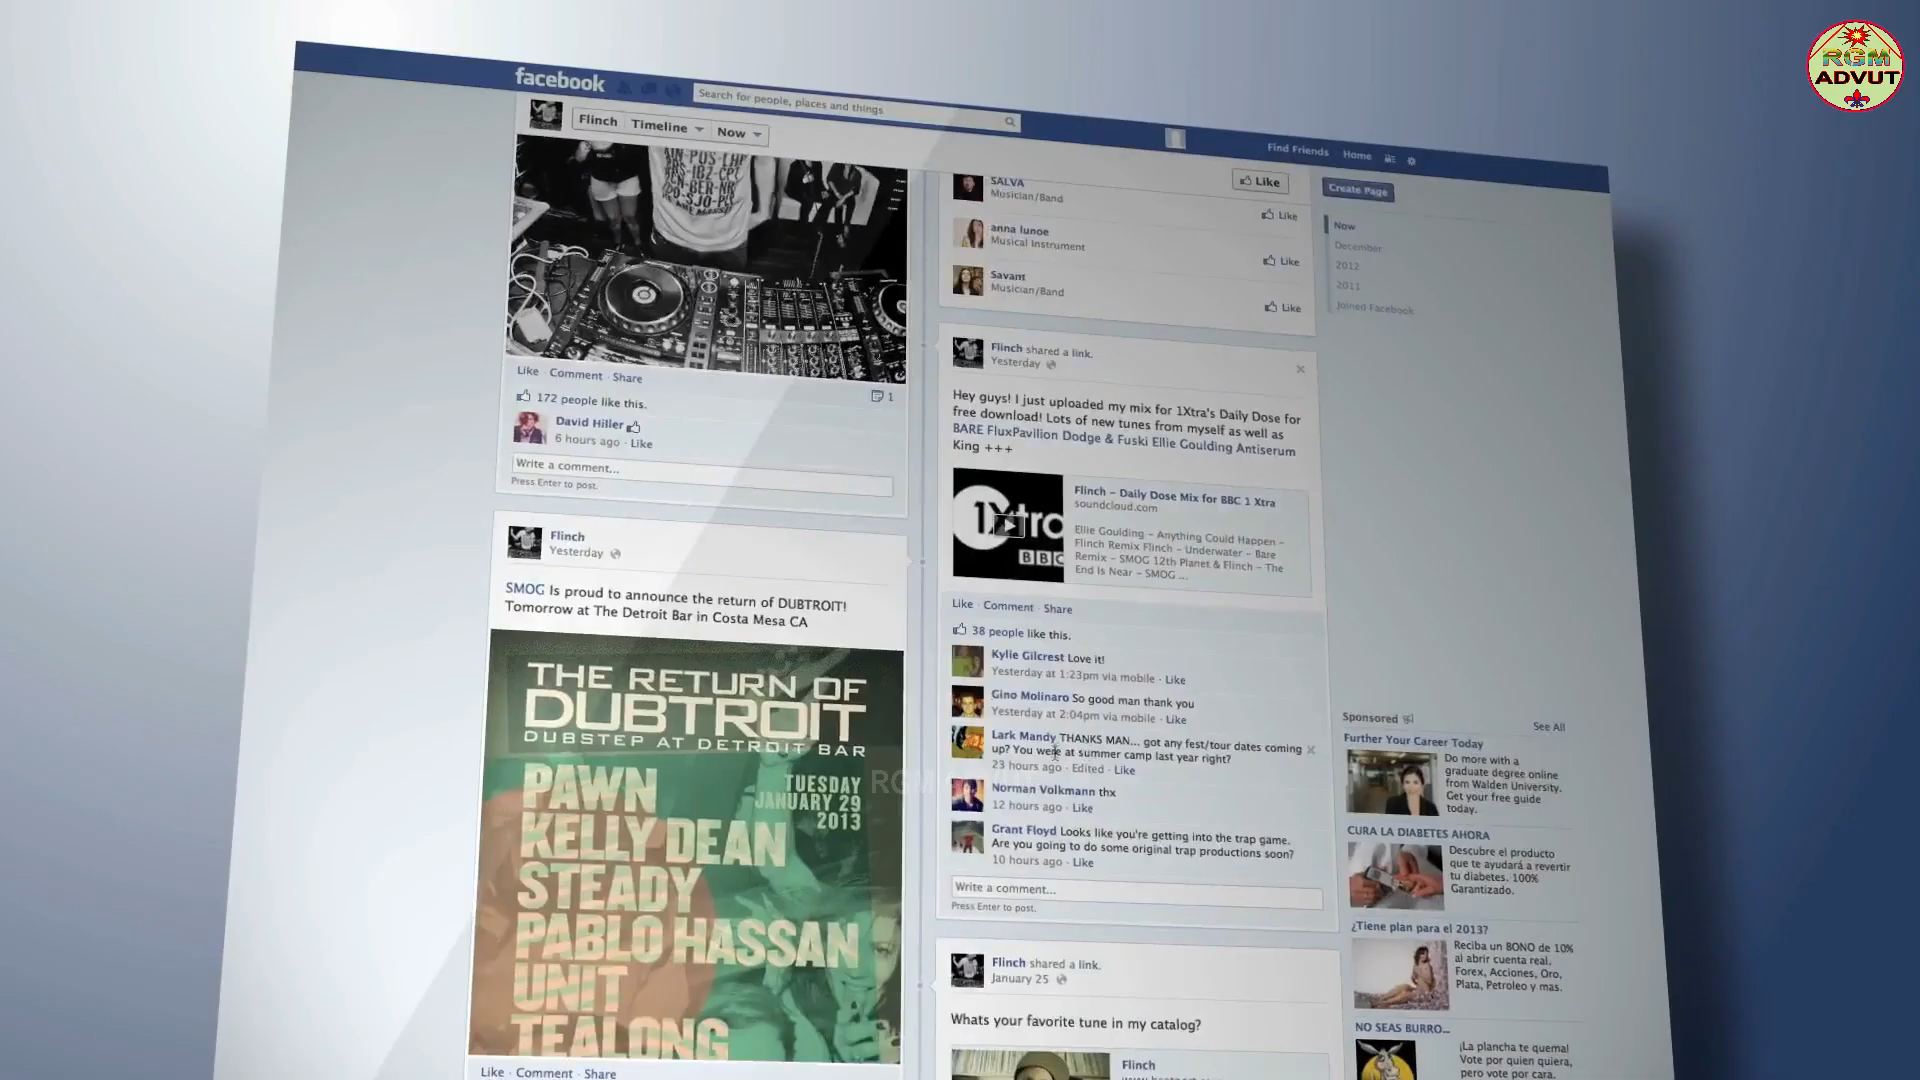 RGM
ADVUT
facebook
Search for people, places and things
Find Friends
Home
Flinch
Timeline
Now
Like
Create Page
SALVA
Musician/Band
Like
anna lunoe
Musical Instrument
Like
Savant
Musician/Band
Like
Now
December
2012
2011
Joined Facebook
Like · Comment · Share
1
172 people like this.
David Hiller
6 hours ago · Like
Write a comment...
Press Enter to post.
Flinch
Yesterday
SMOG Is proud to announce the return of DUBTROIT!
Tomorrow at The Detroit Bar in Costa Mesa CA
THE RETURN OF
DUBTROIT
DUBSTEP AT DETROIT BAR
TUESDAY
JANUARY 29
2013
PAWN
KELLY DEAN
STEADY
PABLO HASSAN
UNIT
TEALONG
Like · Comment · Share
Flinch shared a link.
Yesterday
Hey guys! I just uploaded my mix for 1Xtra's Daily Dose for
free download! Lots of new tunes from myself as well as
BARE FluxPavilion Dodge & Fuski Ellie Goulding Antiserum
King +++
1Xtra
BBC
Flinch - Daily Dose Mix for BBC 1 Xtra
soundcloud.com
Ellie Goulding - Anything Could Happen -
Flinch Remix Flinch - Underwater - Bare
Remix - SMOG 12th Planet & Flinch - The
End Is Near - SMOG ...
Like · Comment · Share
38 people like this.
Kylie Gilcrest Love it!
Yesterday at 1:23pm via mobile · Like
Gino Molinaro So good man thank you
Yesterday at 2:04pm via mobile · Like
Lark Mandy THANKS MAN... got any fest/tour dates coming
up? You were at summer camp last year right?
23 hours ago · Edited · Like
Norman Volkmann thx
12 hours ago · Like
Grant Floyd Looks like you're getting into the trap game.
Are you going to do some original trap productions soon?
10 hours ago · Like
Write a comment...
Press Enter to post.
Flinch shared a link.
January 25
Whats your favorite tune in my catalog?
Flinch
Sponsored
See All
Further Your Career Today
Do more with a
graduate degree online
from Walden University.
Get your free guide
today.
CURA LA DIABETES AHORA
Descubre el producto
que te ayudará a revertir
tu diabetes. 100%
Garantizado.
¿Tiene plan para el 2013?
Reciba un BONO de 10%
al abrir cuenta real.
Forex, Acciones, Oro,
Plata, Petroleo y mas.
NO SEAS BURRO...
¡La plancha te quema!
Vote por quien quiera,
pero vote por cara.